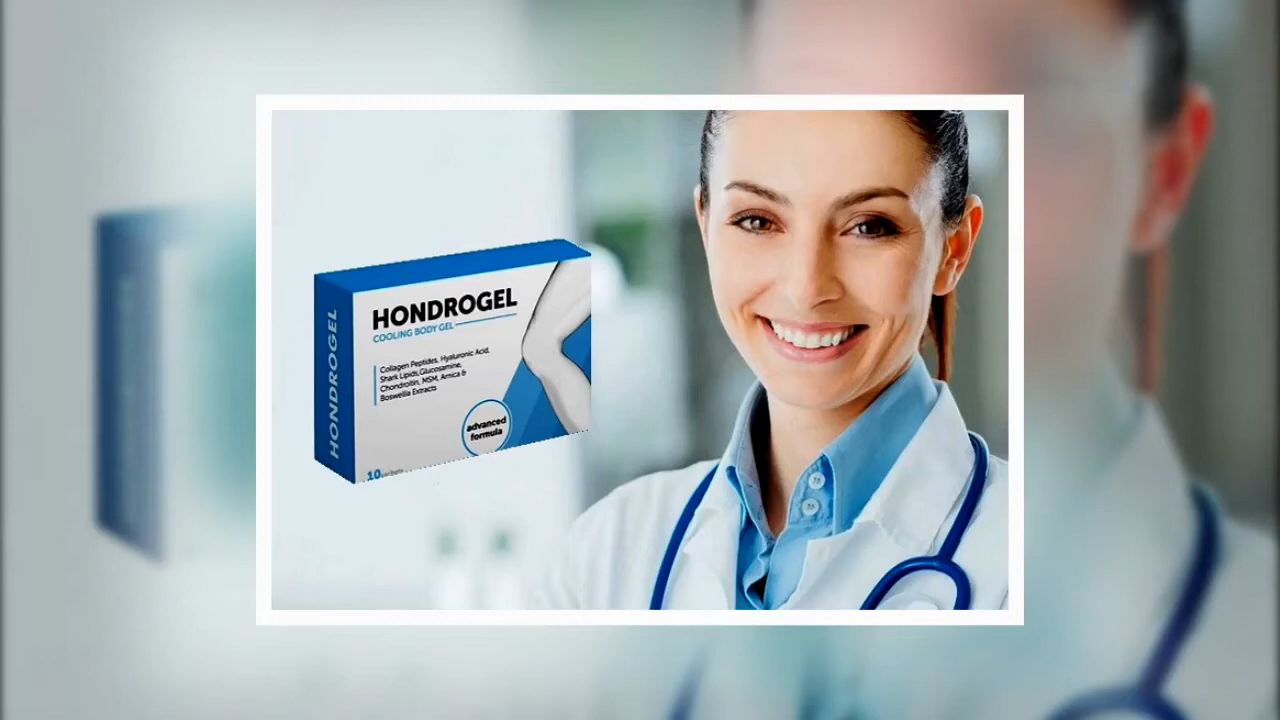 HONDROGEL
HONDROGEL
COOLING BODY GEL
Collagen Peptides, Hyaluronic Acid,
Shark Lipids,Glucosamine,
Chondroitin, MSM, Arnica &
Boswellia Extracts
advanced
formula
10